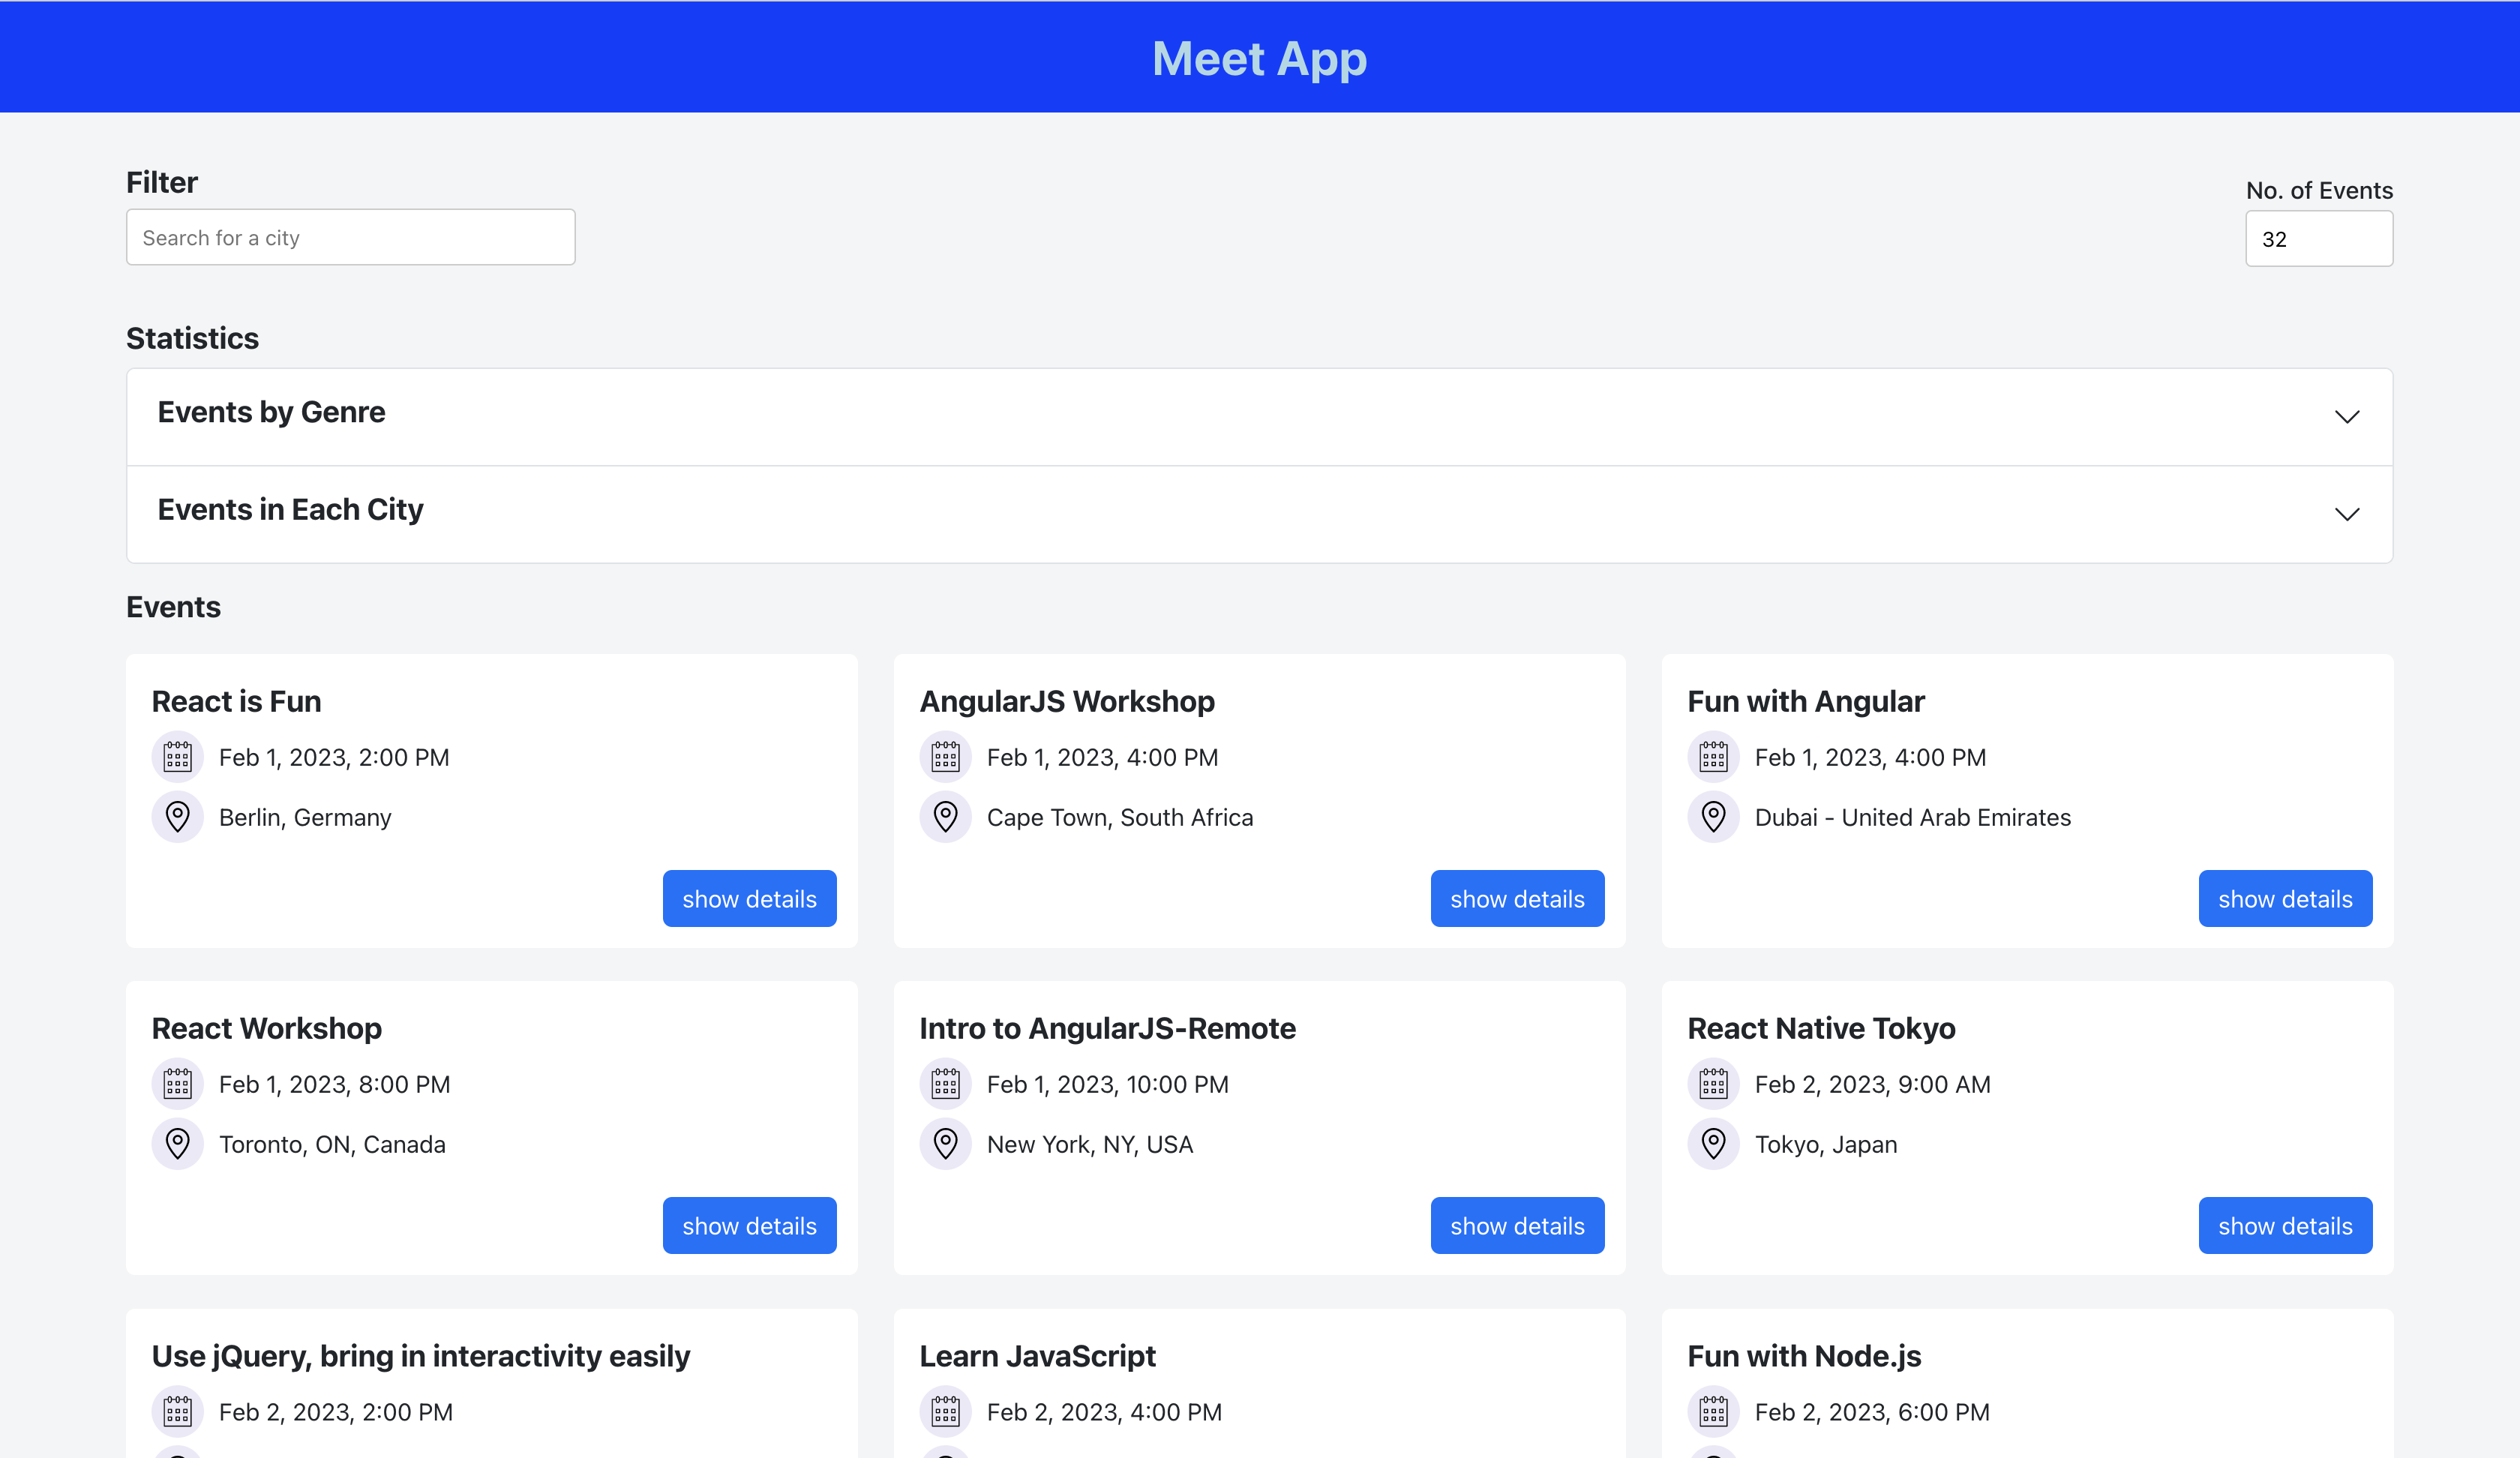 Meet App
Filter
No. of Events
Search for a city
32
Statistics
Events by Genre
Events in Each City
Events
React is Fun
Feb 1, 2023, 2:00 PM
Berlin, Germany
show details
AngularJS Workshop
Feb 1, 2023, 4:00 PM
Cape Town, South Africa
show details
Fun with Angular
Feb 1, 2023, 4:00 PM
Dubai - United Arab Emirates
show details
React Workshop
Feb 1, 2023, 8:00 PM
Toronto, ON, Canada
show details
Intro to AngularJS-Remote
Feb 1, 2023, 10:00 PM
New York, NY, USA
show details
React Native Tokyo
Feb 2, 2023, 9:00 AM
Tokyo, Japan
show details
Use jQuery, bring in interactivity easily
Feb 2, 2023, 2:00 PM
Learn JavaScript
Feb 2, 2023, 4:00 PM
Fun with Node.js
Feb 2, 2023, 6:00 PM